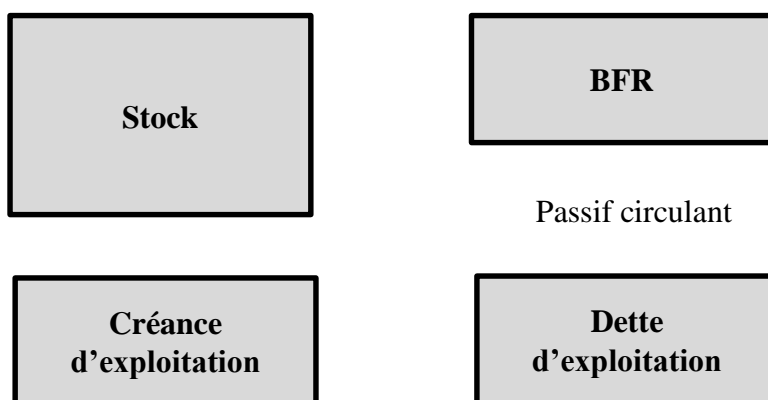 Stock
BFR
Passif circulant
Créance
d’exploitation
Dette
d’exploitation